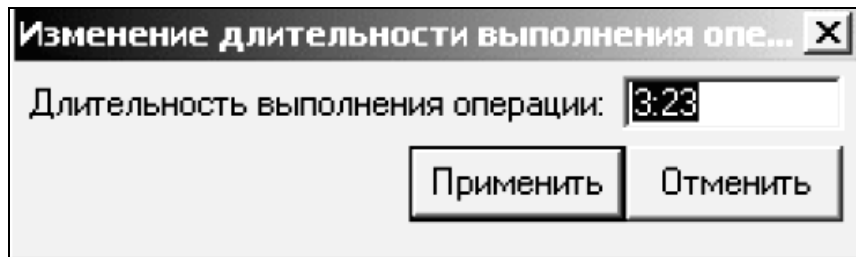 Изменение длительности выполнения опе...
Длительность выполнения операции: 3:23
Применить Отменить